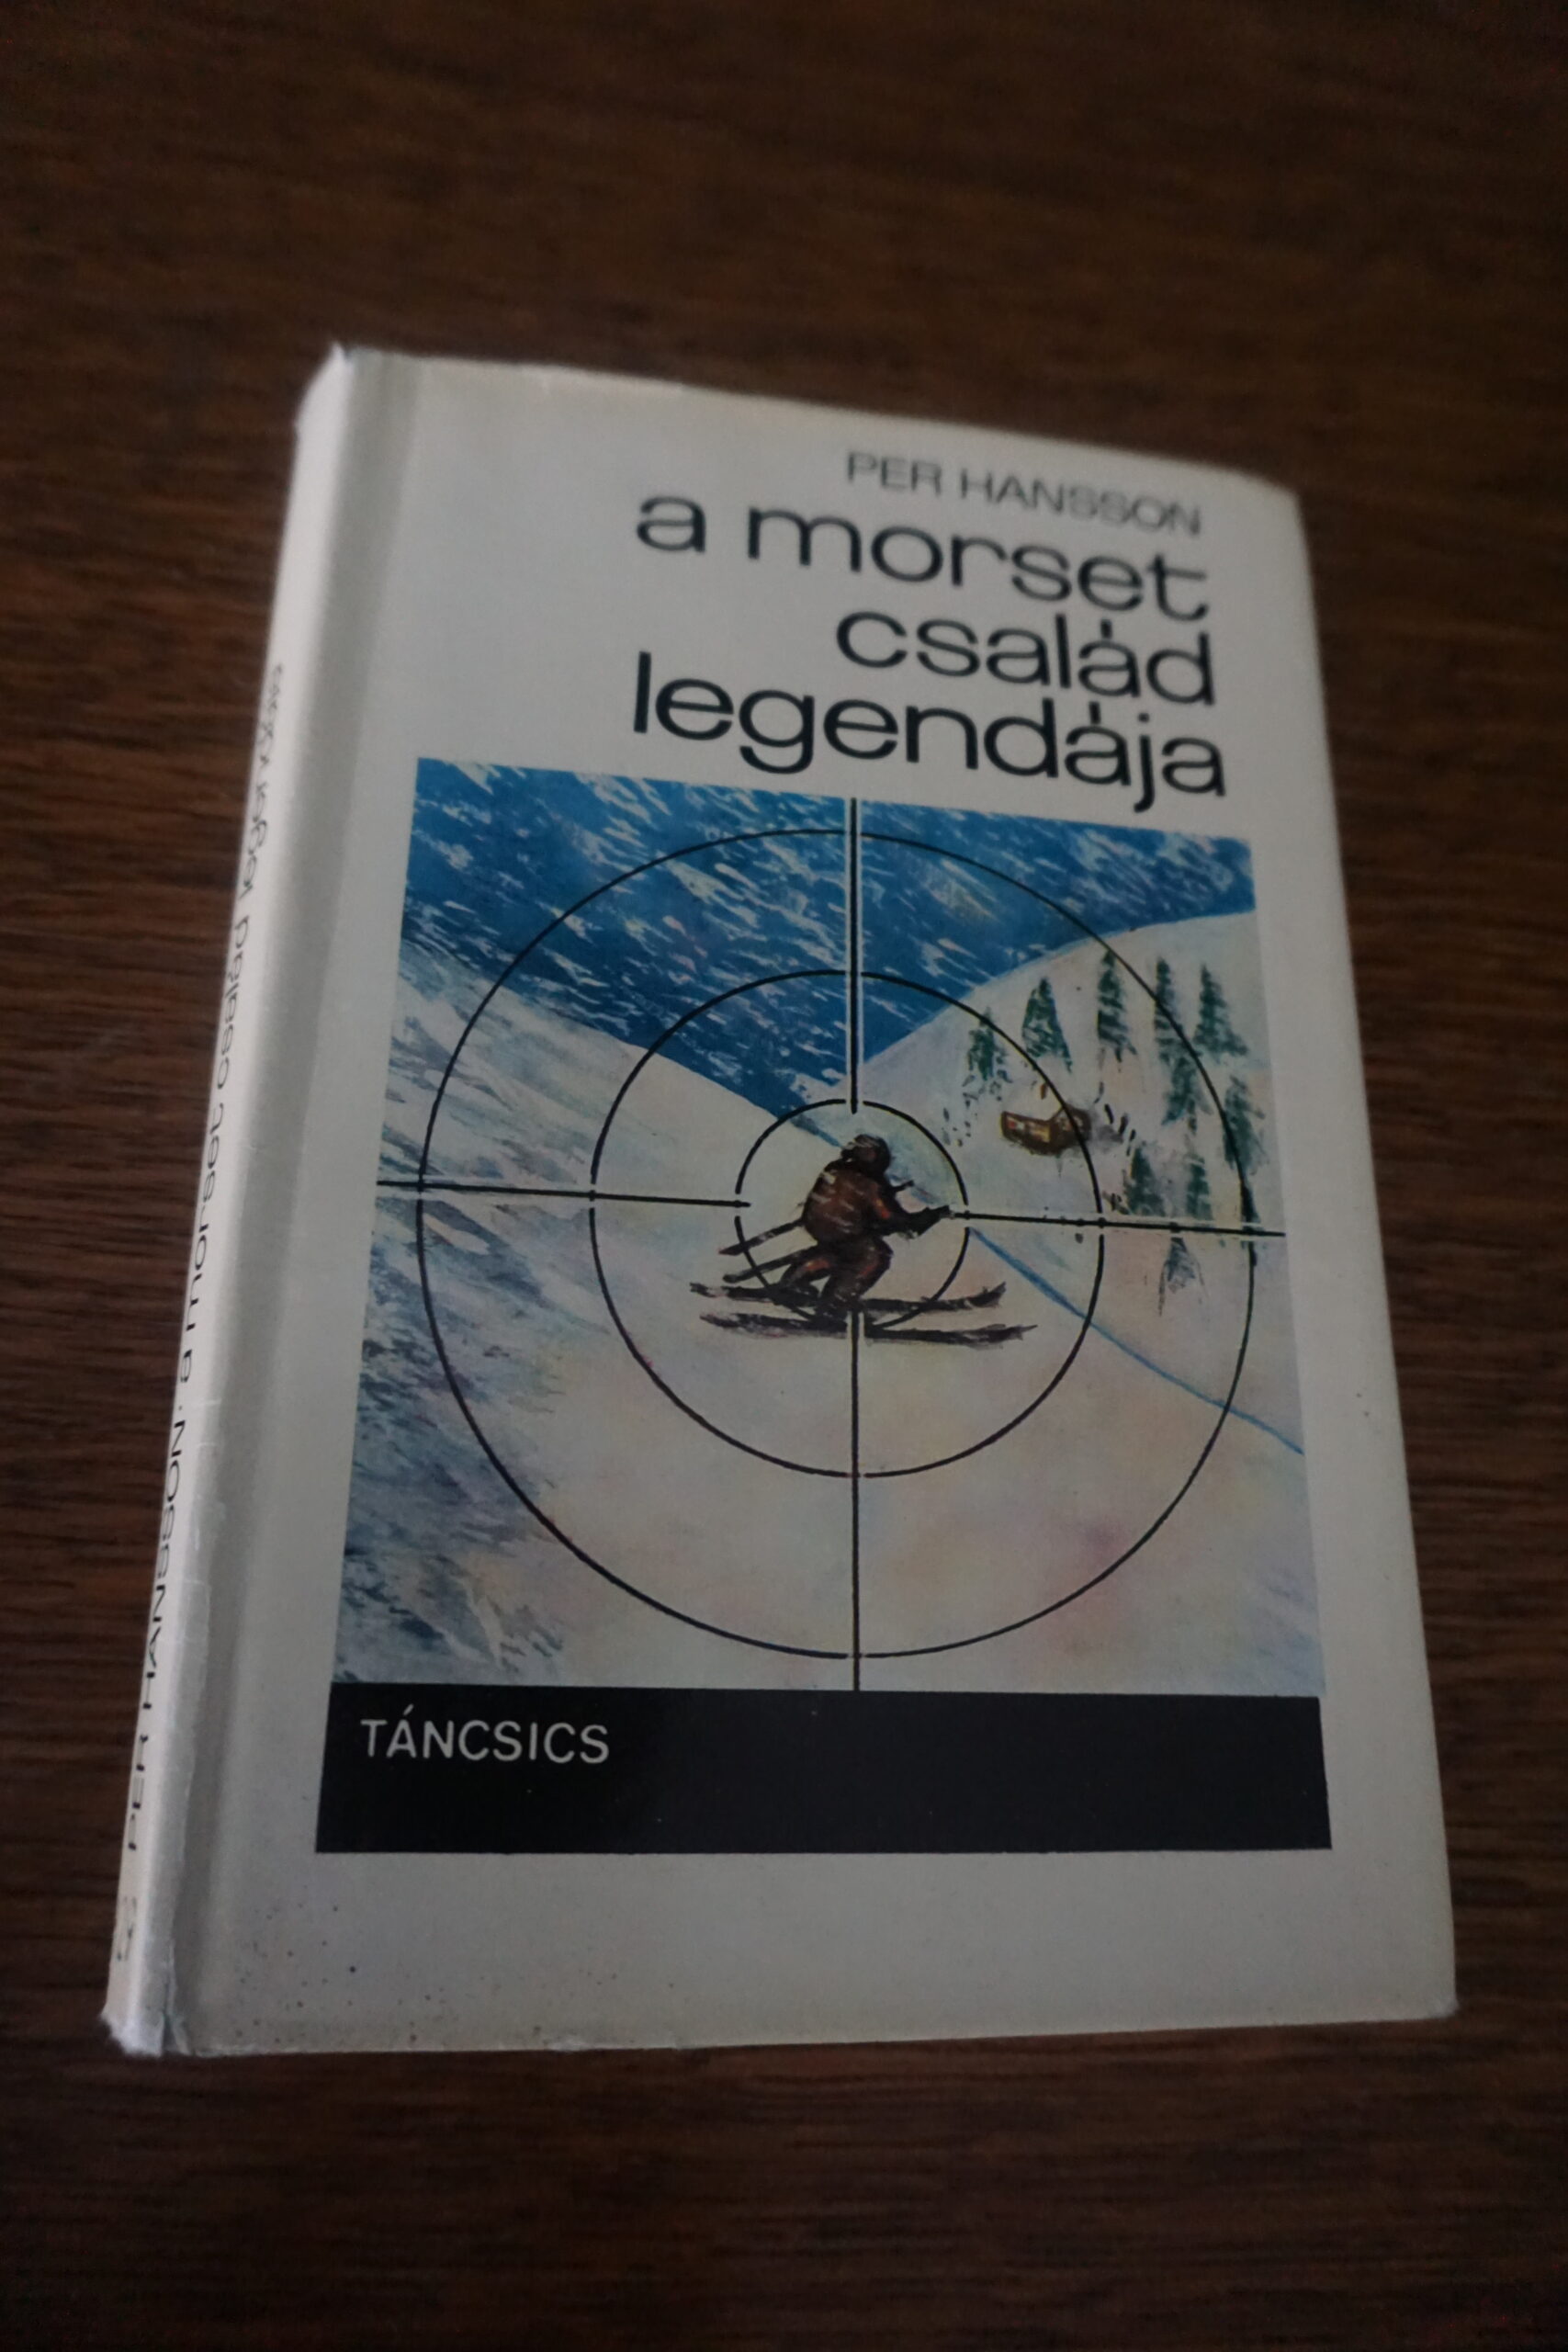 PER HANSSON
a morset
család
legendája
TÁNCSICS
PER HANSSON: a morset család legendája